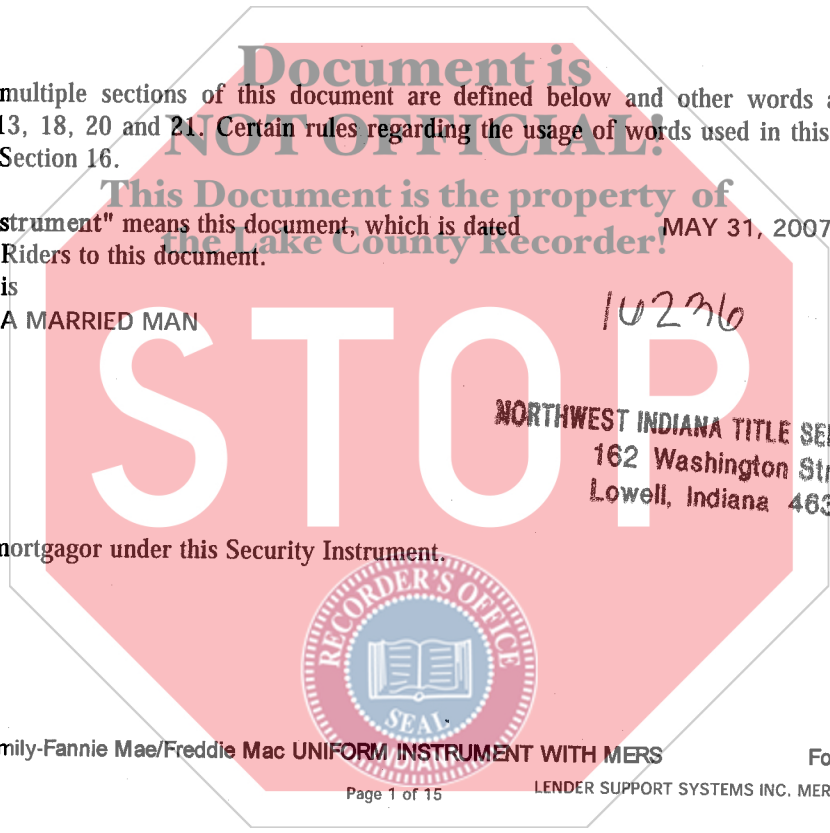 Document is
multiple sections of this document are defined below and other words
13, 18, 20 and 21. Certain rules regarding the usage of words used in this
NOT OFFICIAL!
Section 16.
This Document is the property of
strument" means this document, which is dated MAY 31, 2007
the Lake County Recorder!
Riders to this document.
is
A MARRIED MAN
10236
STOP
NORTHWEST INDIANA TITLE SE
162 Washington Str
Lowell, Indiana 463
mortgagor under this Security Instrument.
RECORDER'S OFFICE
SEAL
INDIANA
mily-Fannie Mae/Freddie Mac UNIFORM INSTRUMENT WITH MERS Fo
Page 1 of 15 LENDER SUPPORT SYSTEMS INC. MER